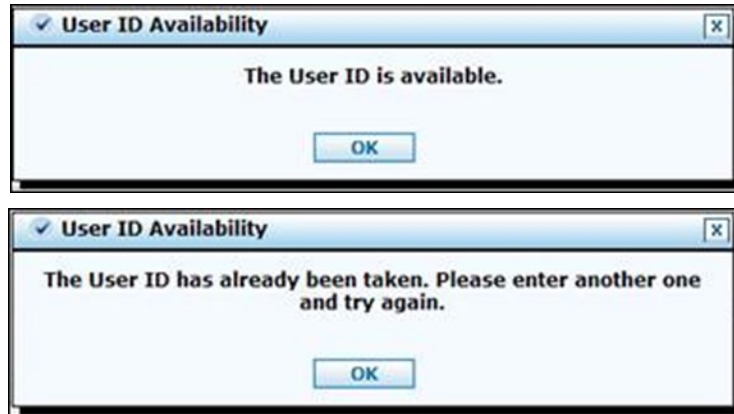 User ID Availability
The User ID is available.
OK
User ID Availability
The User ID has already been taken. Please enter another one
and try again.
OK